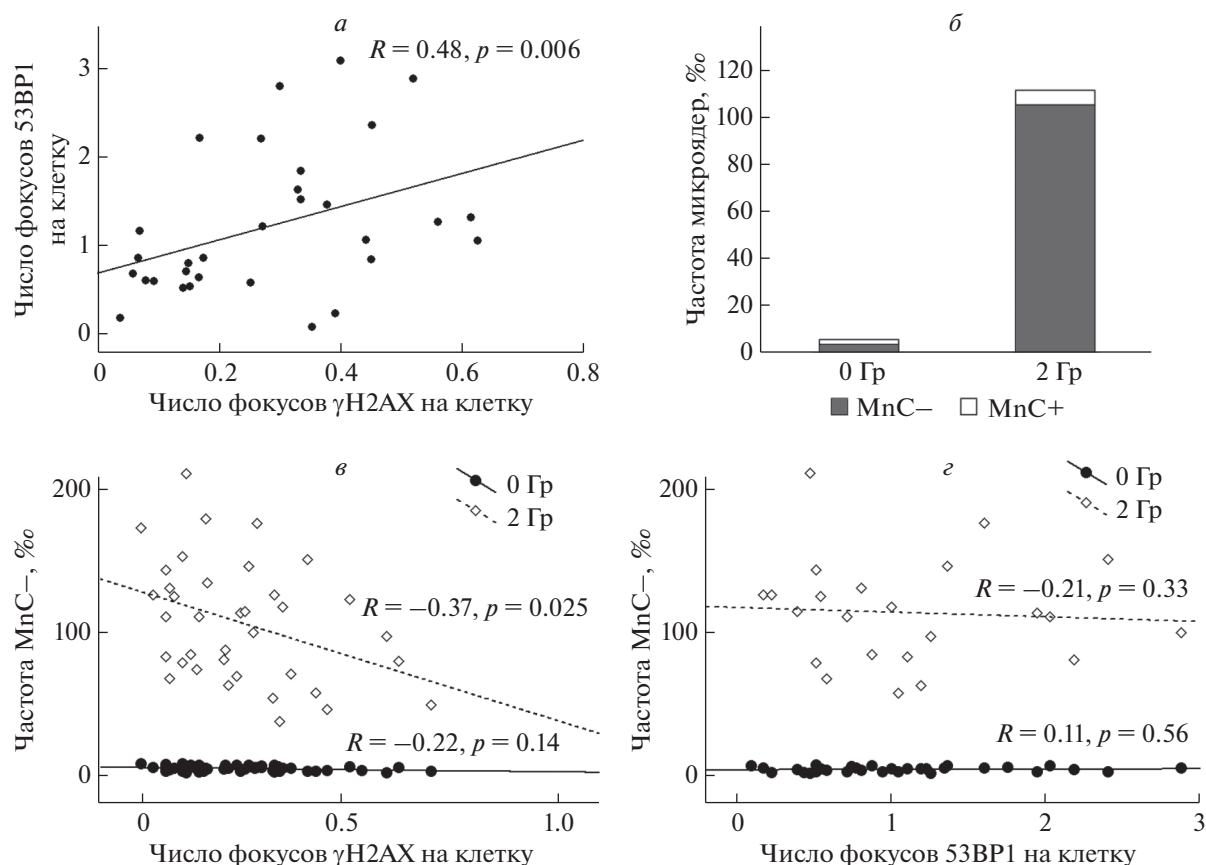 а
R = 0.48, p = 0.006
Число фокусов 53BP1
на клетку
3
2
1
0
0
0.2
0.4
0.6
0.8
Число фокусов γH2AX на клетку
б
Частота микроядер, ‰
120
100
80
60
40
20
0
0 Гр
2 Гр
MnC–
MnC+
в
0 Гр
2 Гр
Частота MnC–, ‰
200
100
0
R = –0.37, p = 0.025
R = –0.22, p = 0.14
0
0.5
1.0
Число фокусов γH2AX на клетку
г
0 Гр
2 Гр
Частота MnC–, ‰
200
100
0
R = –0.21, p = 0.33
R = 0.11, p = 0.56
0
1
2
3
Число фокусов 53BP1 на клетку